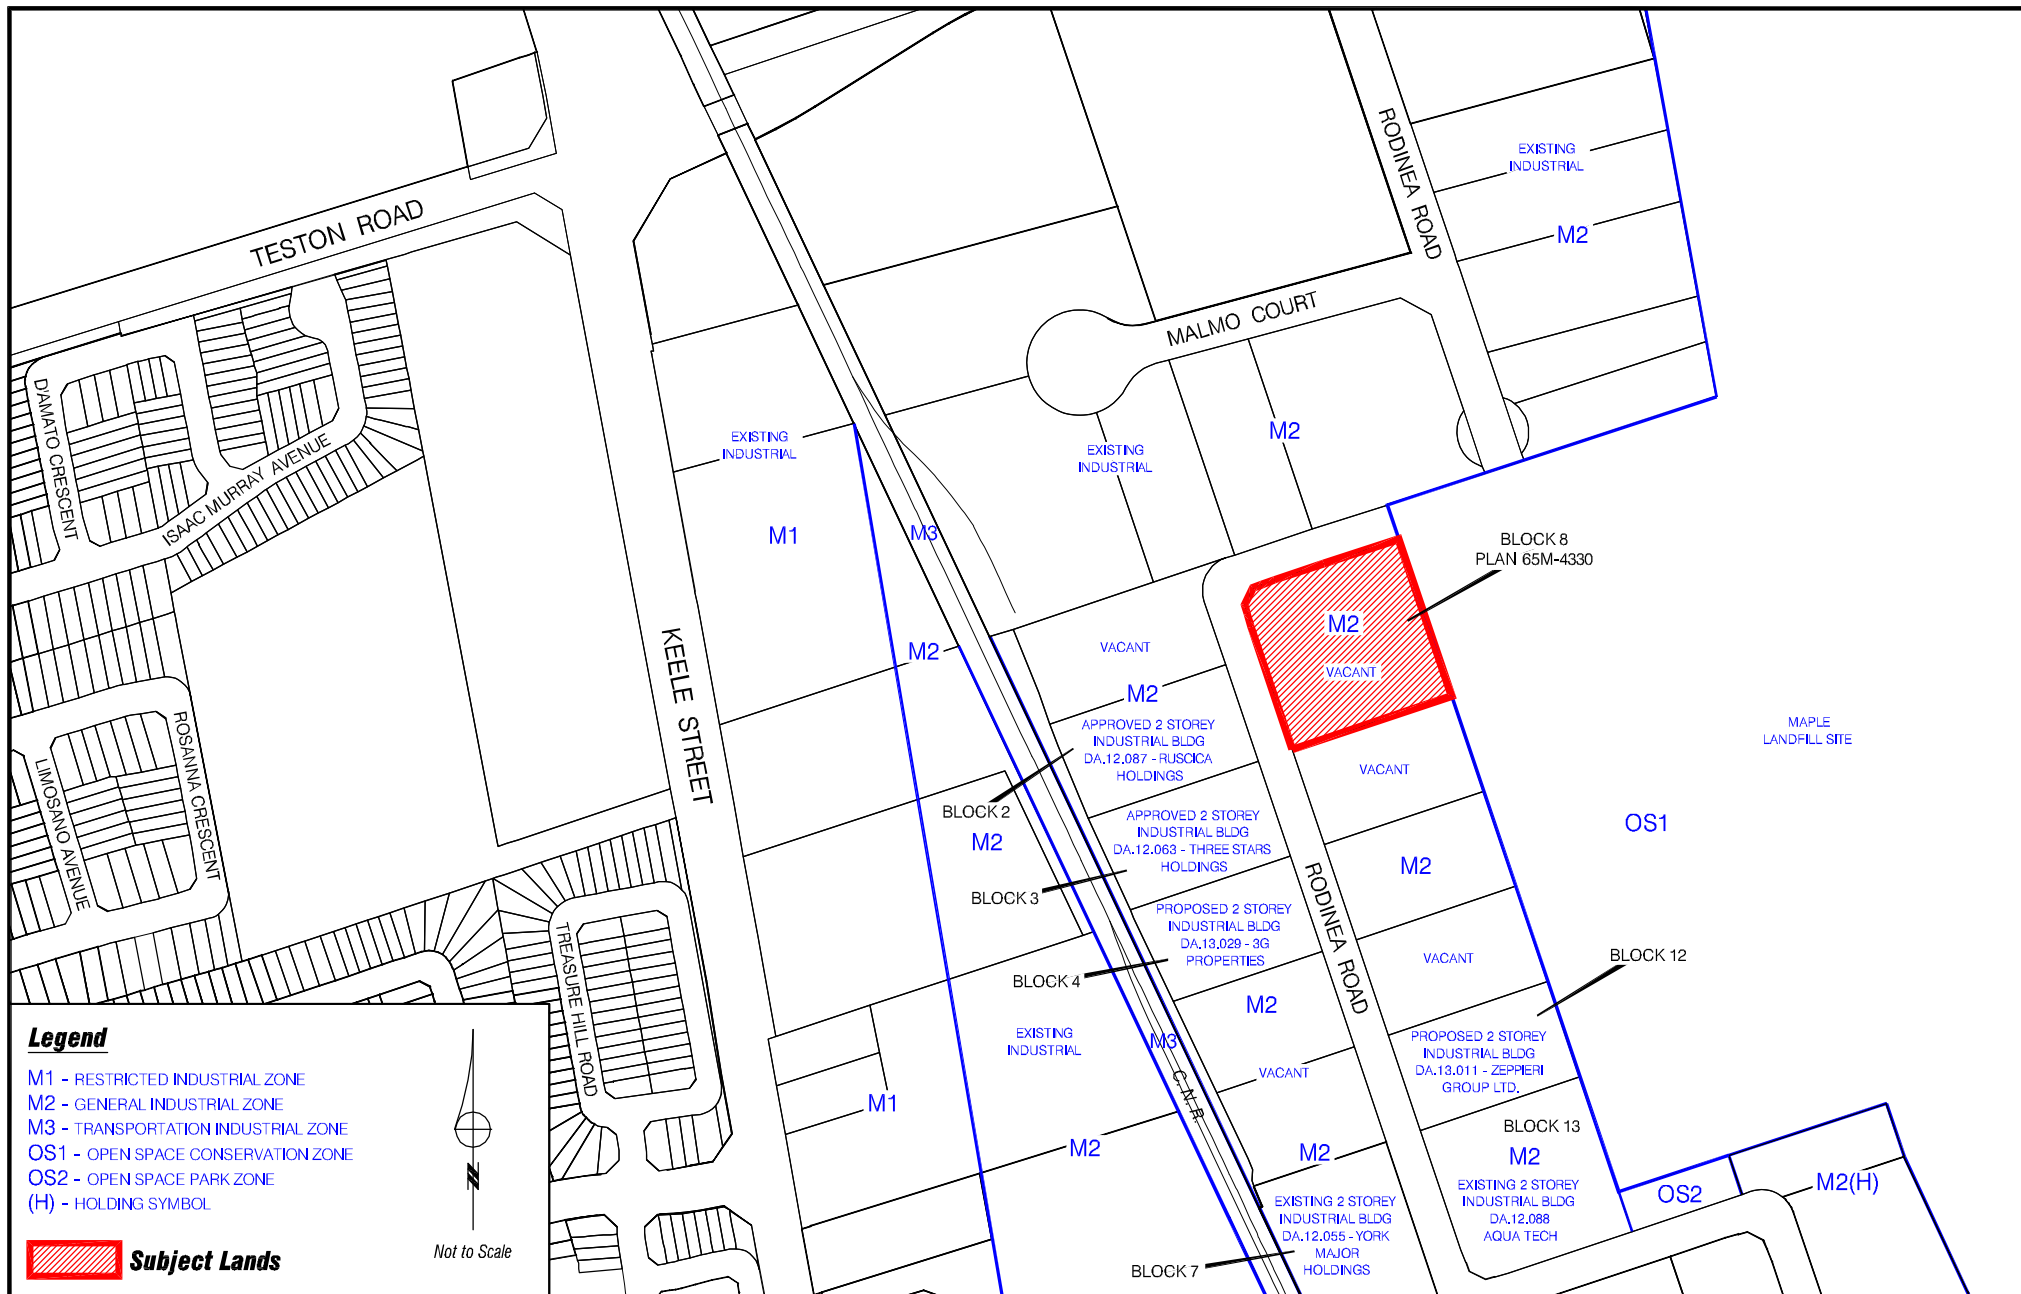 TESTON ROAD
RODINEA ROAD
EXISTING
INDUSTRIAL
M2
MALMO COURT
D'AMATO CRESCENT
ISAAC MURRAY AVENUE
EXISTING
INDUSTRIAL
M1
M3
EXISTING
INDUSTRIAL
M2
BLOCK 8
PLAN 65M-4330
M2
VACANT
KEELE STREET
M2
VACANT
M2
APPROVED 2 STOREY
INDUSTRIAL BLDG
DA.12.087 - RUSCICA
HOLDINGS
BLOCK 2
M2
APPROVED 2 STOREY
INDUSTRIAL BLDG
DA.12.063 - THREE STARS
HOLDINGS
BLOCK 3
PROPOSED 2 STOREY
INDUSTRIAL BLDG
DA.13.029 - 3G
PROPERTIES
BLOCK 4
M2
VACANT
M2
VACANT
MAPLE
LANDFILL SITE
OS1
BLOCK 12
RODINEA ROAD
ROSANNA CRESCENT
LIMOSANO AVENUE
TREASURE HILL ROAD
EXISTING
INDUSTRIAL
M3
C.N.R.
M1
M2
VACANT
PROPOSED 2 STOREY
INDUSTRIAL BLDG
DA.13.011 - ZEPPIERI
GROUP LTD.
BLOCK 13
M2
EXISTING 2 STOREY
INDUSTRIAL BLDG
DA.12.088
AQUA TECH
M2
EXISTING 2 STOREY
INDUSTRIAL BLDG
DA.12.055 - YORK
MAJOR
HOLDINGS
BLOCK 7
OS2
M2(H)
Legend
M1 - RESTRICTED INDUSTRIAL ZONE
M2 - GENERAL INDUSTRIAL ZONE
M3 - TRANSPORTATION INDUSTRIAL ZONE
OS1 - OPEN SPACE CONSERVATION ZONE
OS2 - OPEN SPACE PARK ZONE
(H) - HOLDING SYMBOL
Subject Lands
N
Not to Scale